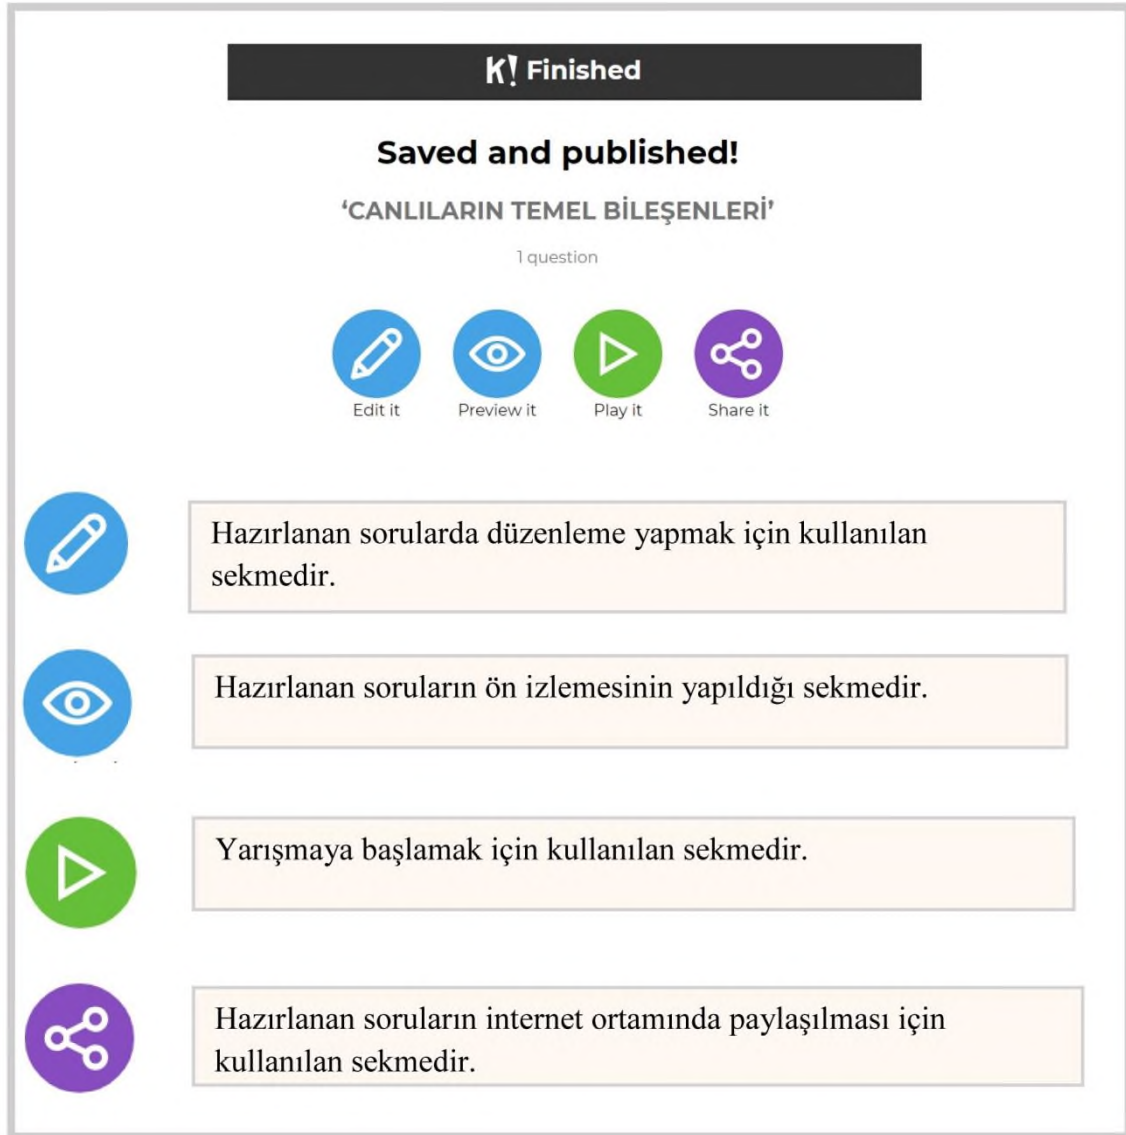 K! Finished
Saved and published!
‘CANLILARIN TEMEL BİLEŞENLERİ’
1 question
Edit it Preview it Play it Share it
Hazırlanan sorularda düzenleme yapmak için kullanılan
sekmedir.
Hazırlanan soruların ön izlemesinin yapıldığı sekmedir.
Yarışmaya başlamak için kullanılan sekmedir.
Hazırlanan soruların internet ortamında paylaşılması için
kullanılan sekmedir.